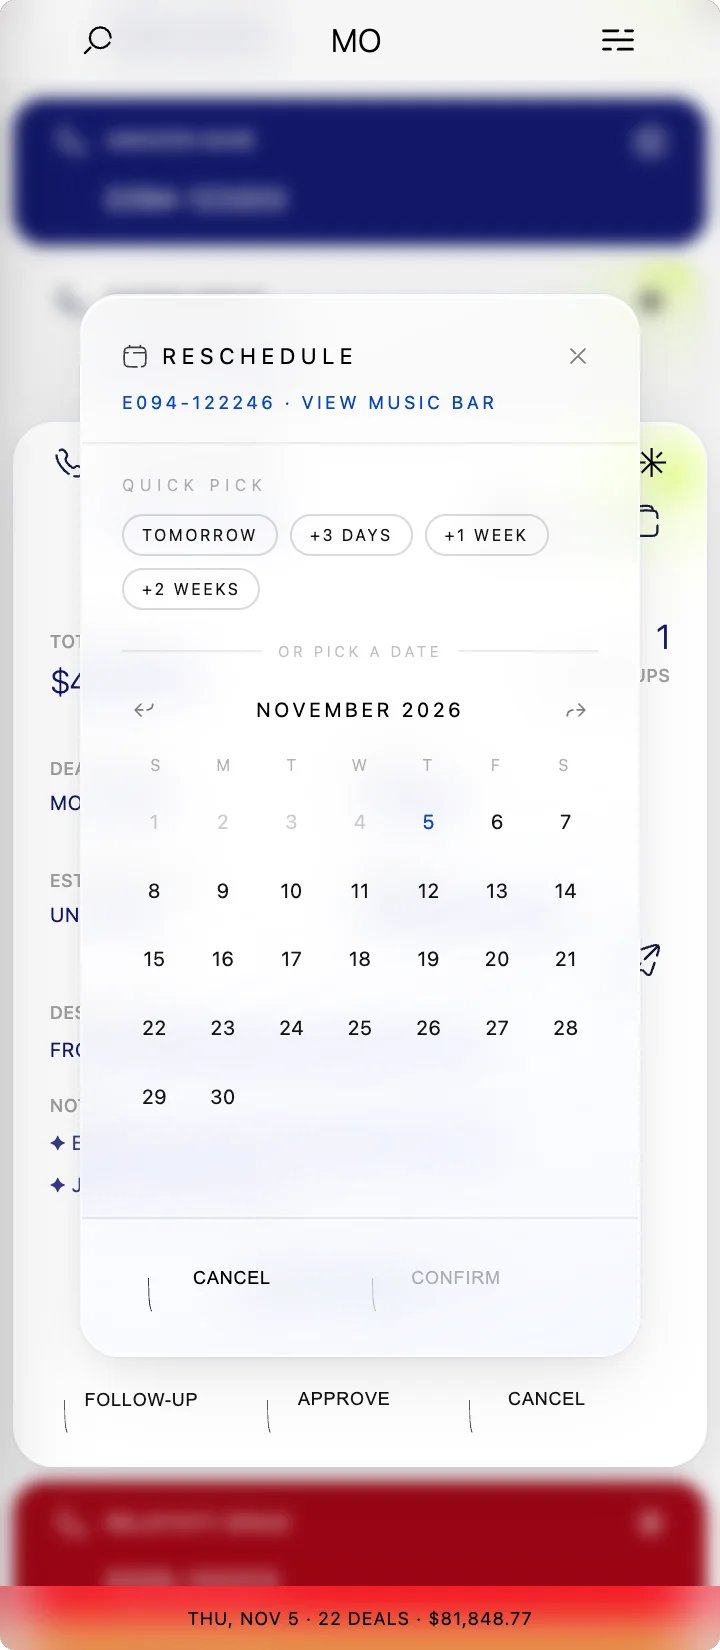 MO
RESCHEDULE
E094-122246 · VIEW MUSIC BAR
QUICK PICK
TOMORROW +3 DAYS +1 WEEK
+2 WEEKS
OR PICK A DATE
NOVEMBER 2026
S M T W T F S
1 2 3 4 5 6 7
8 9 10 11 12 13 14
15 16 17 18 19 20 21
22 23 24 25 26 27 28
29 30
CANCEL CONFIRM
1
$4
FOLLOW-UP APPROVE CANCEL
THU, NOV 5 · 22 DEALS · $81,848.77